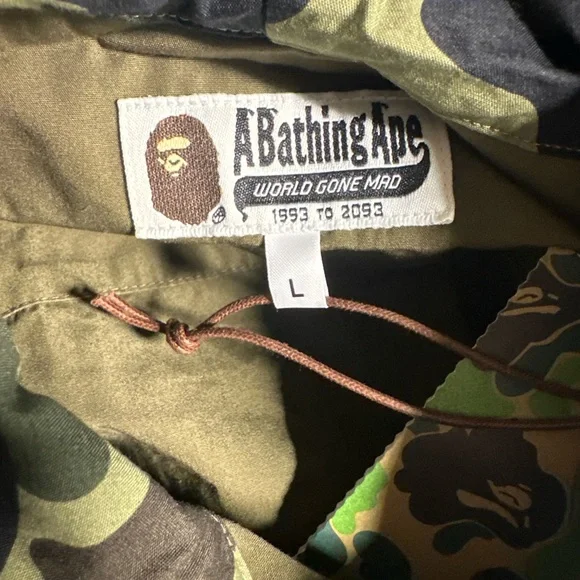 A Bathing Ape
WORLD GONE MAD
1993 TO 2093
L